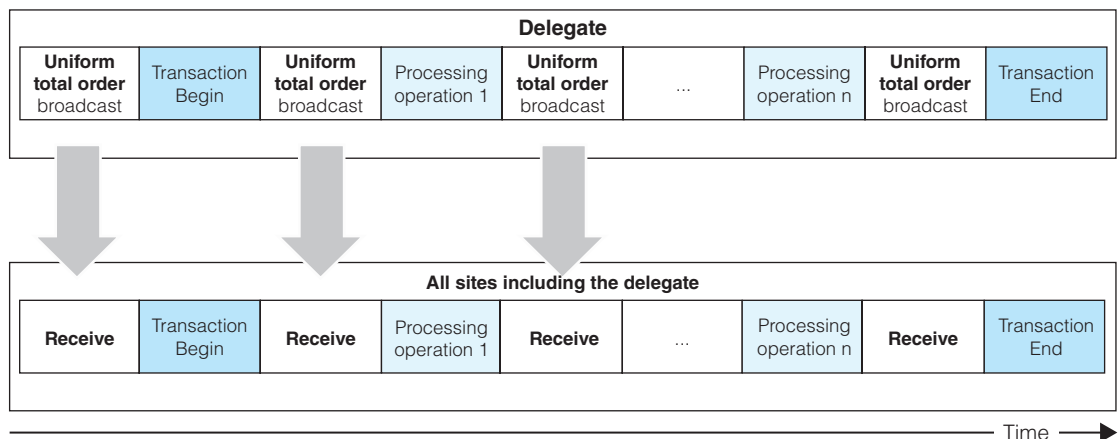 Delegate
Uniform
total order
broadcast
Transaction
Begin
Uniform
total order
broadcast
Processing
operation 1
Uniform
total order
broadcast
...
Processing
operation n
Uniform
total order
broadcast
Transaction
End
All sites including the delegate
Receive
Transaction
Begin
Receive
Processing
operation 1
Receive
...
Processing
operation n
Receive
Transaction
End
Time